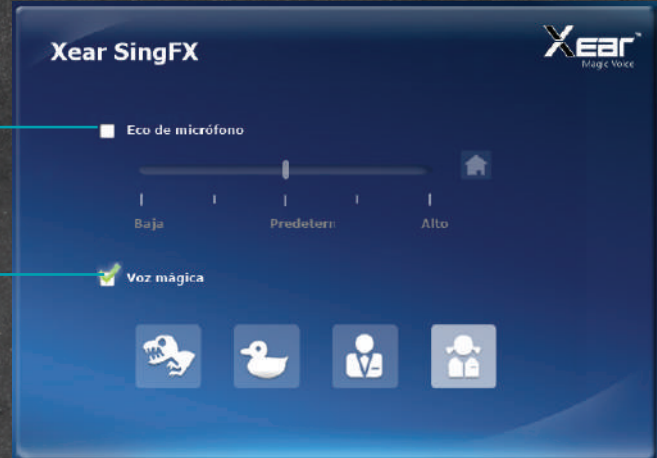 Xear SingFX
Xear
Magic Voice
Eco de micrófono
Baja
Predetern
Alto
Voz mágica